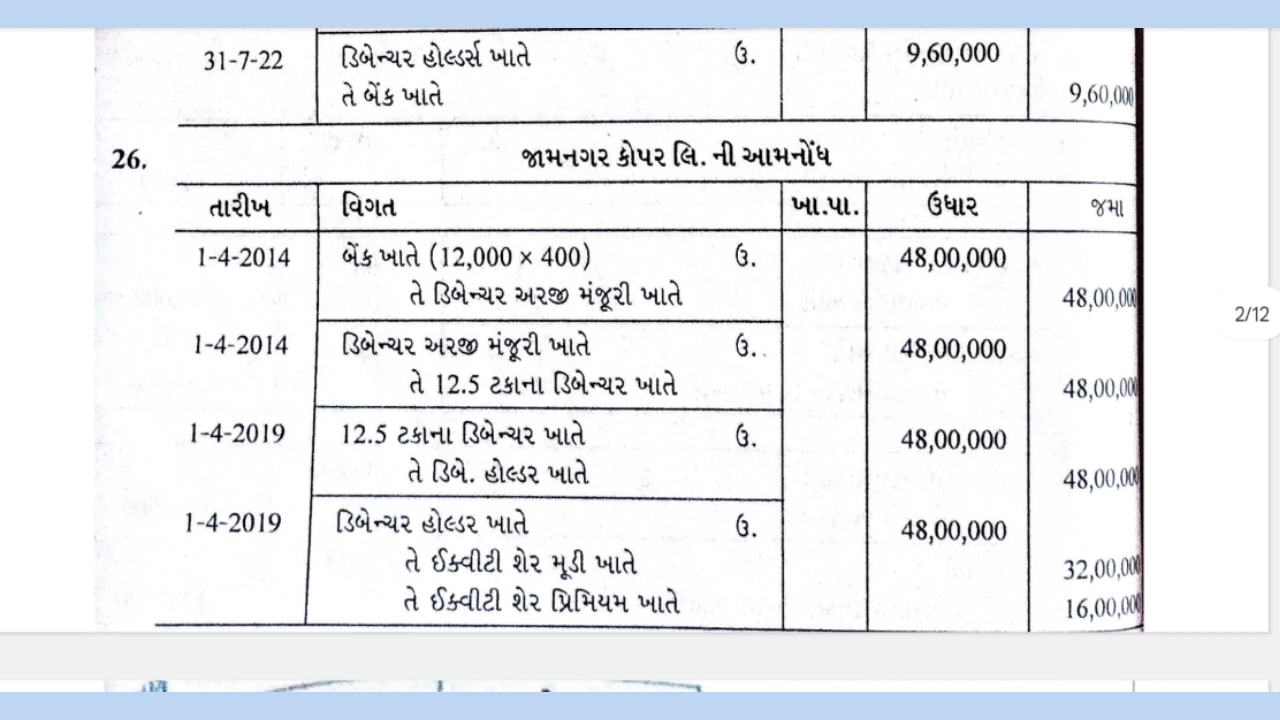 31-7-22 ડિબેન્ચર હોલ્ડર્સ ખાતે ઉ. 9,60,000
તે બેંક ખાતે 9,60,000
26. જામનગર કોપર લિ. ની આમનોંધ
તારીખ વિગત ખા.પા. ઉધાર જમા
1-4-2014 બેંક ખાતે (12,000 × 400) ઉ. 48,00,000
તે ડિબેન્ચર અરજી મંજૂરી ખાતે 48,00,000
2/12
1-4-2014 ડિબેન્ચર અરજી મંજૂરી ખાતે ઉ. 48,00,000
તે 12.5 ટકાના ડિબેન્ચર ખાતે 48,00,000
1-4-2019 12.5 ટકાના ડિબેન્ચર ખાતે ઉ. 48,00,000
તે ડિબે. હોલ્ડર ખાતે 48,00,000
1-4-2019 ડિબેન્ચર હોલ્ડર ખાતે ઉ. 48,00,000
તે ઈક્વીટી શેર મૂડી ખાતે 32,00,000
તે ઈક્વીટી શેર પ્રિમિયમ ખાતે 16,00,000